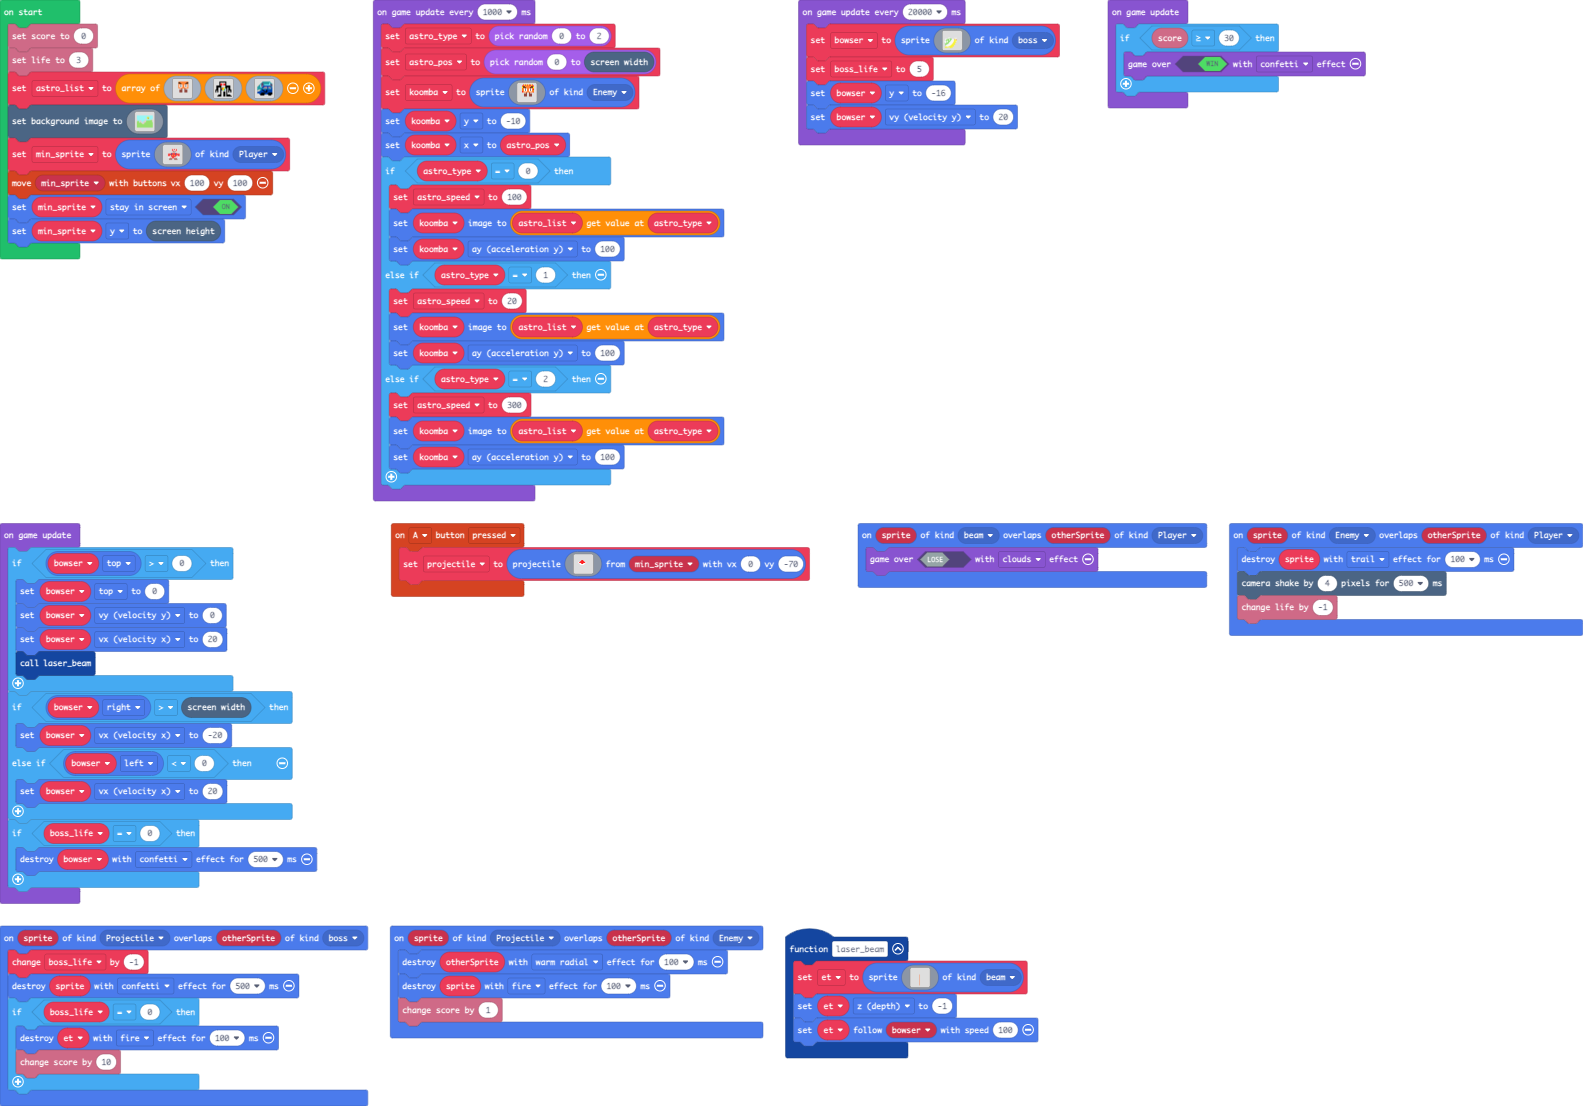 on start
set score to 0
set life to 3
set astro_list to array of
set background image to
set min_sprite to sprite of kind Player
move min_sprite with buttons vx 100 vy 100
set min_sprite stay in screen ON
set min_sprite y to screen height
on game update every 1000 ms
set astro_type to pick random 0 to 2
set astro_pos to pick random 0 to screen width
set koomba to sprite of kind Enemy
set koomba y to -10
set koomba x to astro_pos
if astro_type = 0 then
set astro_speed to 100
set koomba image to astro_list get value at astro_type
set koomba ay (acceleration y) to 100
else if astro_type = 1 then
set astro_speed to 20
set koomba image to astro_list get value at astro_type
set koomba ay (acceleration y) to 100
else if astro_type = 2 then
set astro_speed to 300
set koomba image to astro_list get value at astro_type
set koomba ay (acceleration y) to 100
on game update every 20000 ms
set bowser to sprite of kind boss
set boss_life to 5
set bowser y to -16
set bowser vy (velocity y) to 20
on game update
if score ≥ 30 then
game over WIN with confetti effect
on game update
if bowser top > 0 then
set bowser top to 0
set bowser vy (velocity y) to 0
set bowser vx (velocity x) to 20
call laser_beam
if bowser right > screen width then
set bowser vx (velocity x) to -20
else if bowser left < 0 then
set bowser vx (velocity x) to 20
if boss_life = 0 then
destroy bowser with confetti effect for 500 ms
on A button pressed
set projectile to projectile from min_sprite with vx 0 vy -70
on sprite of kind beam overlaps otherSprite of kind Player
game over LOSE with clouds effect
on sprite of kind Enemy overlaps otherSprite of kind Player
destroy sprite with trail effect for 100 ms
camera shake by 4 pixels for 500 ms
change life by -1
on sprite of kind Projectile overlaps otherSprite of kind boss
change boss_life by -1
destroy sprite with confetti effect for 500 ms
if boss_life = 0 then
destroy et with fire effect for 100 ms
change score by 10
on sprite of kind Projectile overlaps otherSprite of kind Enemy
destroy otherSprite with warm radial effect for 100 ms
destroy sprite with fire effect for 100 ms
change score by 1
function laser_beam
set et to sprite of kind beam
set et z (depth) to -1
set et follow bowser with speed 100